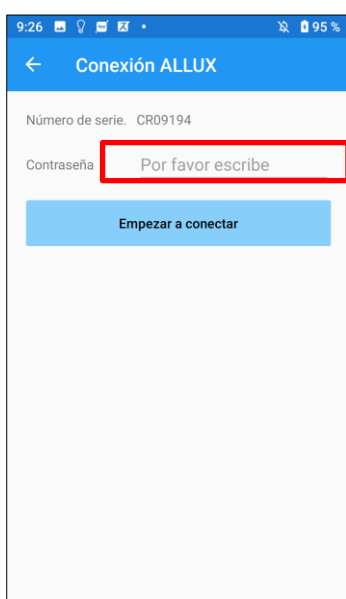 9:26 95 %
Conexión ALLUX
Número de serie. CR09194
Contraseña Por favor escribe
Empezar a conectar